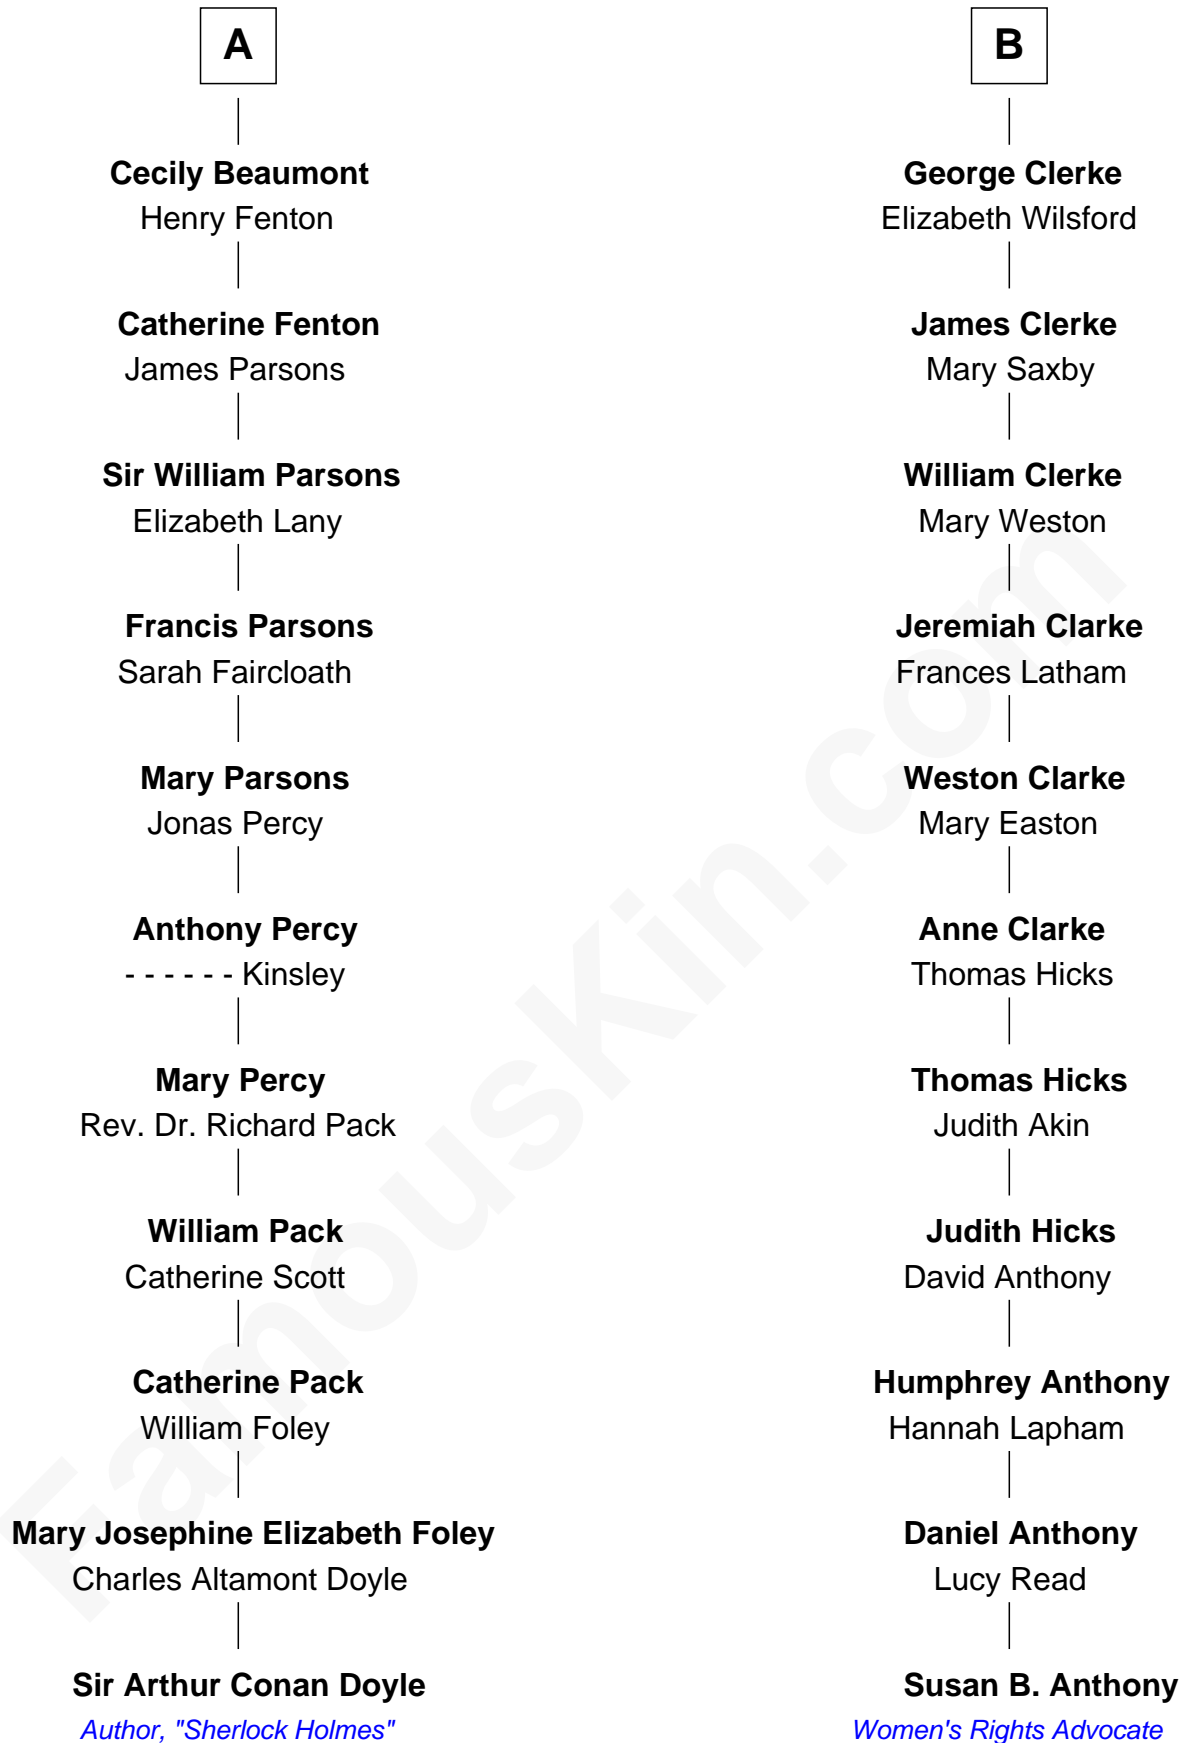 A
Cecily Beaumont
Henry Fenton
Catherine Fenton
James Parsons
Sir William Parsons
Elizabeth Lany
Francis Parsons
Sarah Faircloath
Mary Parsons
Jonas Percy
Anthony Percy
- - - - - - Kinsley
Mary Percy
Rev. Dr. Richard Pack
William Pack
Catherine Scott
Catherine Pack
William Foley
Mary Josephine Elizabeth Foley
Charles Altamont Doyle
Sir Arthur Conan Doyle
Author, "Sherlock Holmes"
B
George Clerke
Elizabeth Wilsford
James Clerke
Mary Saxby
William Clerke
Mary Weston
Jeremiah Clarke
Frances Latham
Weston Clarke
Mary Easton
Anne Clarke
Thomas Hicks
Thomas Hicks
Judith Akin
Judith Hicks
David Anthony
Humphrey Anthony
Hannah Lapham
Daniel Anthony
Lucy Read
Susan B. Anthony
Women's Rights Advocate
FamousKin.com